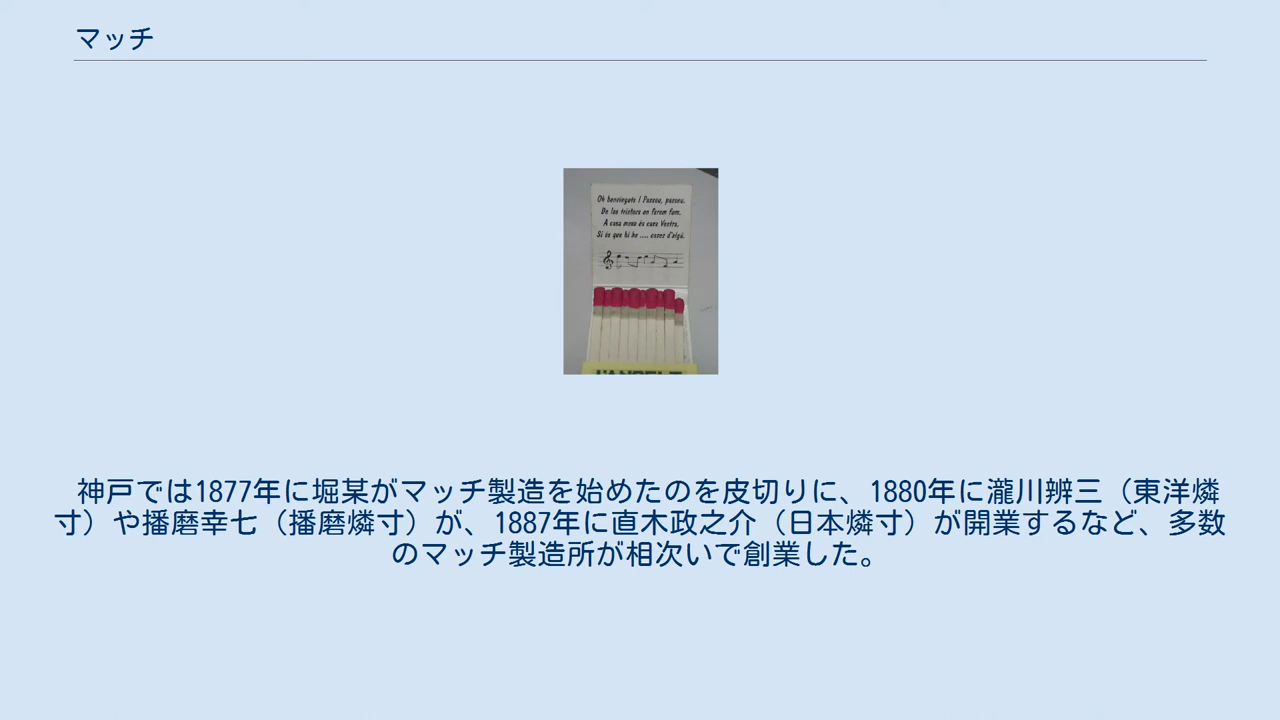 マッチ
Oh benvinguts ! Passeu, passeu.
De les tristors en farem fum.
A casa meva és casa Vostra.
Si és que hi ha .... cases d'algú.
神戸では1877年に堀某がマッチ製造を始めたのを皮切りに、1880年に瀧川辨三（東洋燐
寸）や播磨幸七（播磨燐寸）が、1887年に直木政之介（日本燐寸）が開業するなど、多数
のマッチ製造所が相次いで創業した。